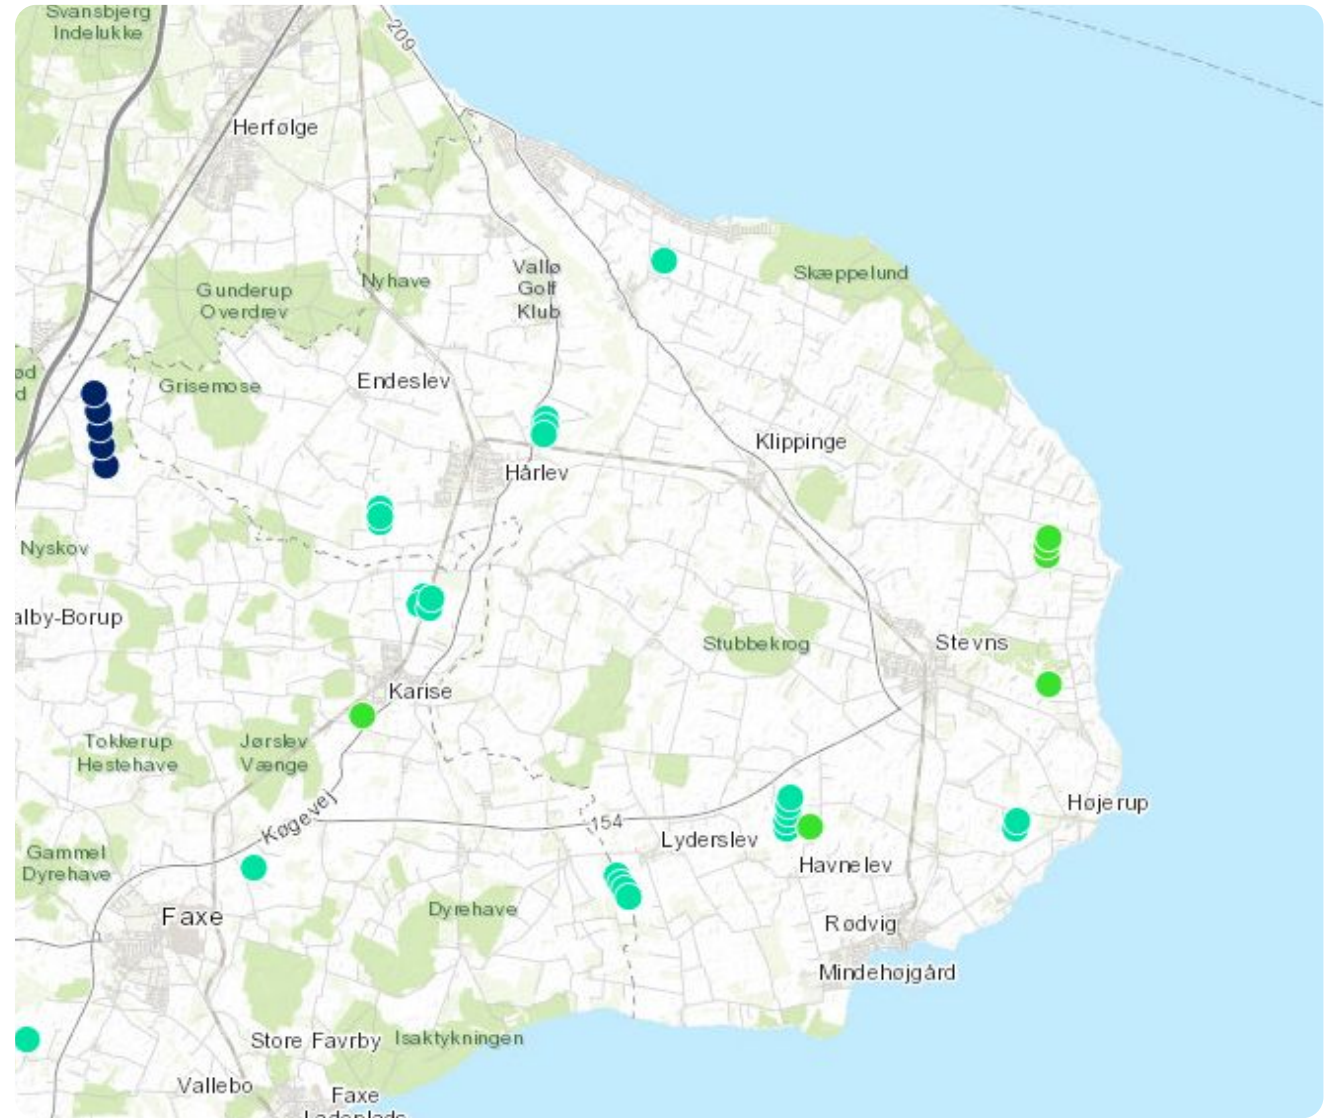 Svansbjerg
Indelukke
209
Herfølge
Vallø
Golf
Klub
Skæppelund
Nyhave
Gunderup
Overdrev
Endeslev
Grisemose
ød
d
Klippinge
Hårlev
Nyskov
alby-Borup
Stubbekrog
Stevns
Karise
Tokkerup
Hestehave
Jørslev
Vænge
Højerup
Køgevej
154
Lyderslev
Havnelev
Gammel
Dyrehave
Faxe
Dyrehave
Rødvig
Mindehøjgård
Store Favrby
Isaktykningen
Vallebo
Faxe
Ladeplads